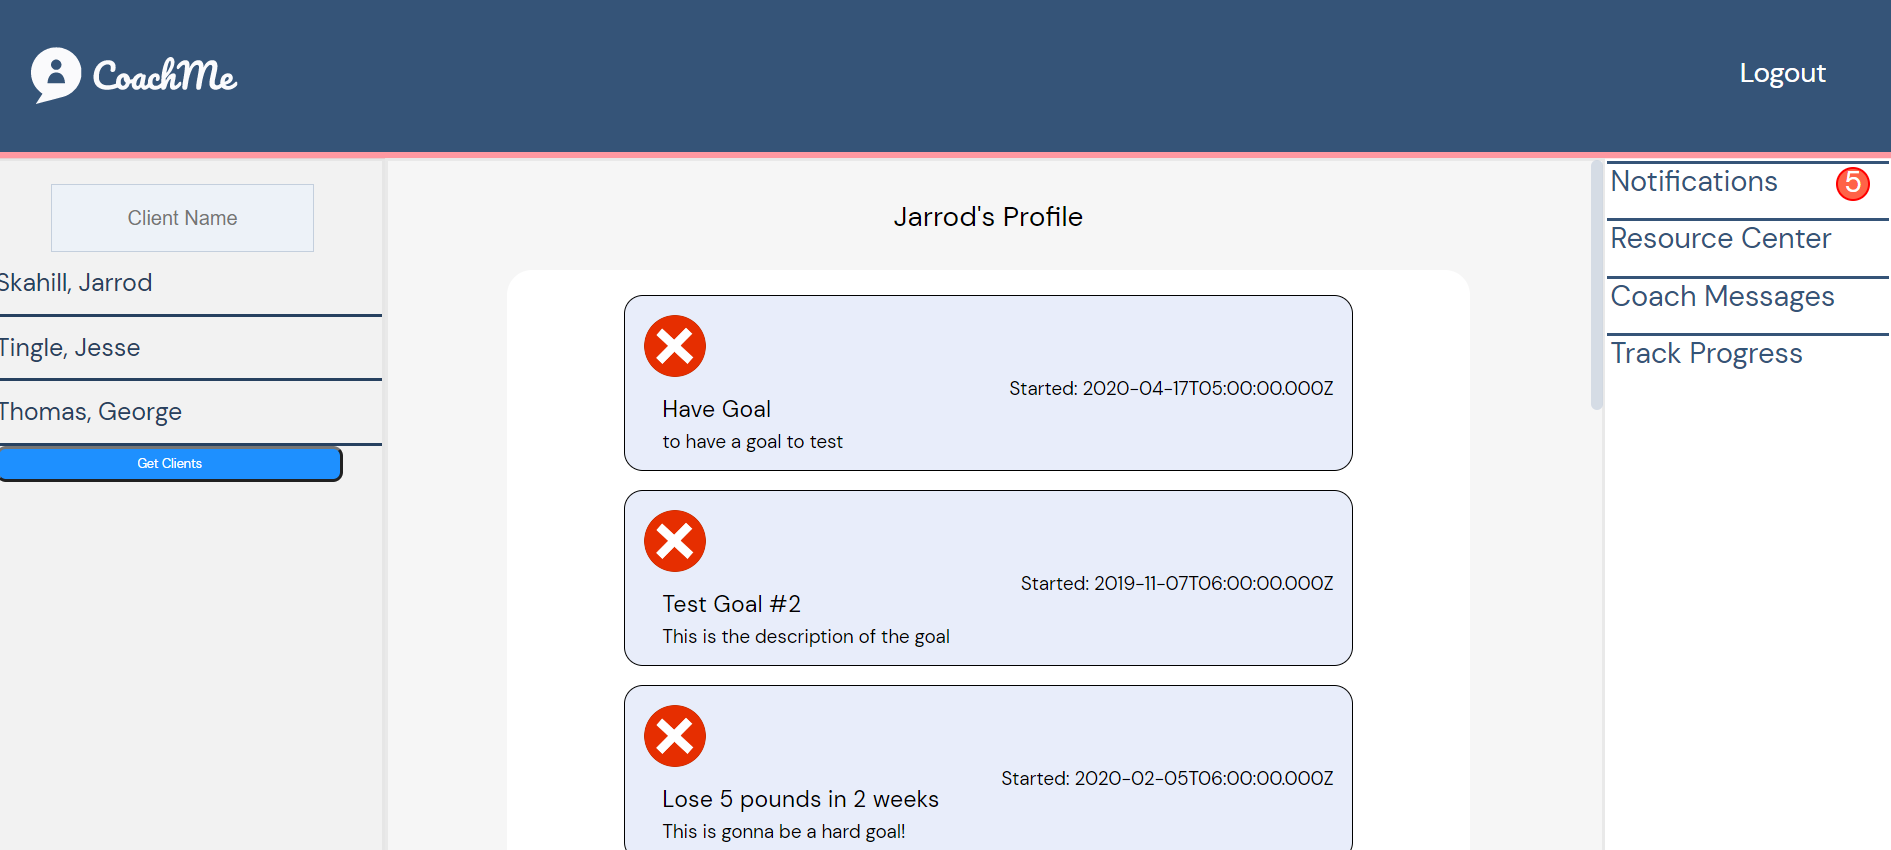 CoachMe
Logout
Client Name
Skahill, Jarrod
Tingle, Jesse
Thomas, George
Get Clients
Jarrod's Profile
Started: 2020-04-17T05:00:00.000Z
Have Goal
to have a goal to test
Started: 2019-11-07T06:00:00.000Z
Test Goal #2
This is the description of the goal
Started: 2020-02-05T06:00:00.000Z
Lose 5 pounds in 2 weeks
This is gonna be a hard goal!
Notifications 5
Resource Center
Coach Messages
Track Progress